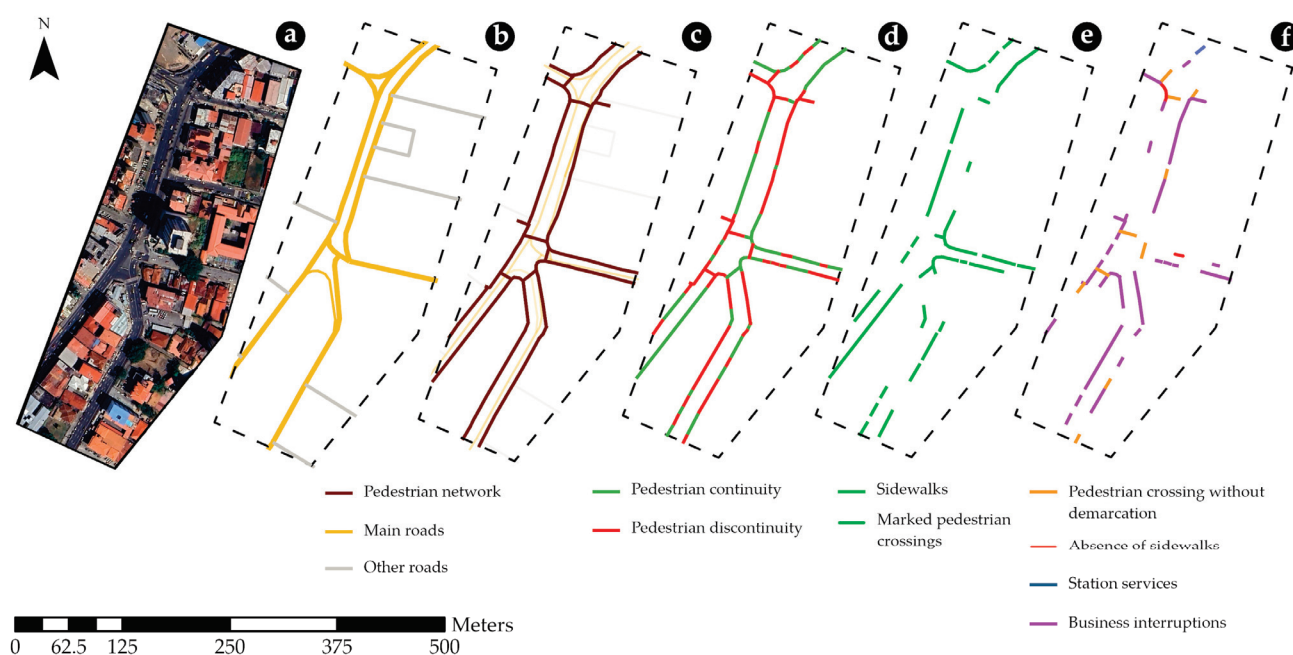 N
a
b
c
d
e
f
Pedestrian network
Main roads
Other roads
Pedestrian continuity
Pedestrian discontinuity
Sidewalks
Marked pedestrian
crossings
Pedestrian crossing without
demarcation
Absence of sidewalks
Station services
Business interruptions
Meters
0 62.5 125 250 375 500